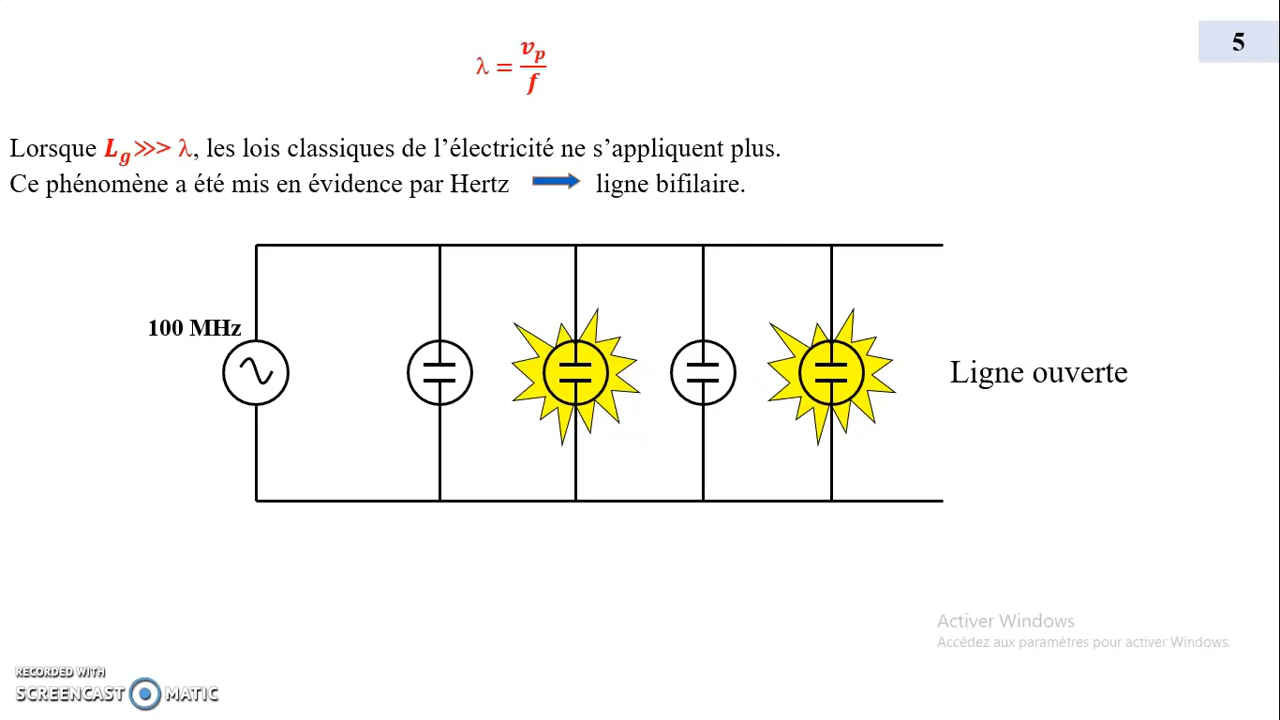 5
λ = v_p / f
Lorsque L_g ⋙ λ, les lois classiques de l’électricité ne s’appliquent plus.
Ce phénomène a été mis en évidence par Hertz ligne bifilaire.
100 MHz
Ligne ouverte
Activer Windows
Accédez aux paramètres pour activer Windows.
RECORDED WITH
SCREENCAST MATIC